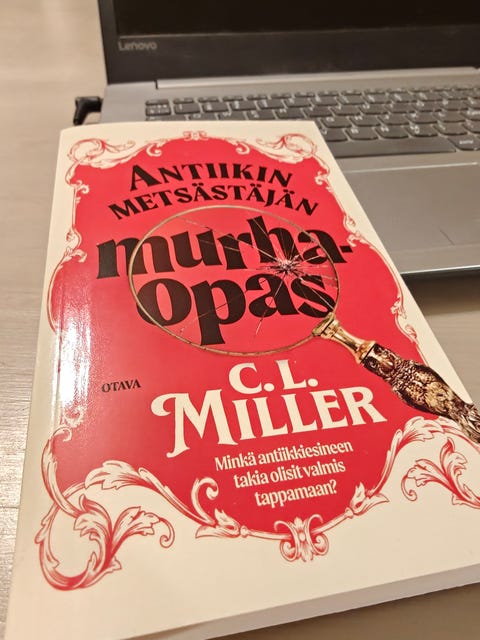 Lenovo
ANTIIKIN
METSÄSTÄJÄN
murha-
opas
OTAVA
C. L.
MILLER
Minkä antiikkiesineen
takia olisit valmis
tappamaan?